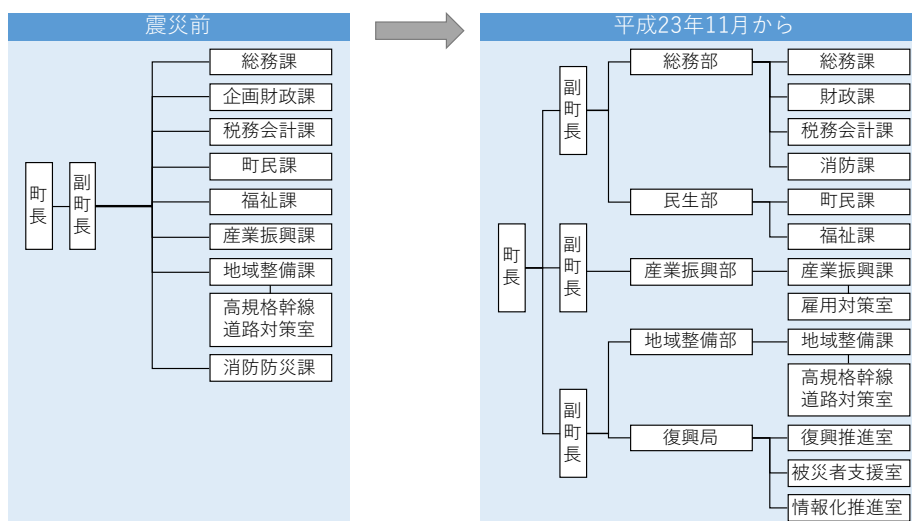 震災前
総務課
企画財政課
税務会計課
町民課
福祉課
産業振興課
地域整備課
高規格幹線
道路対策室
消防防災課
町長
副町長
平成23年11月から
町長
副町長
総務部
総務課
財政課
税務会計課
消防課
民生部
町民課
福祉課
副町長
産業振興部
産業振興課
雇用対策室
副町長
地域整備部
地域整備課
高規格幹線
道路対策室
復興局
復興推進室
被災者支援室
情報化推進室